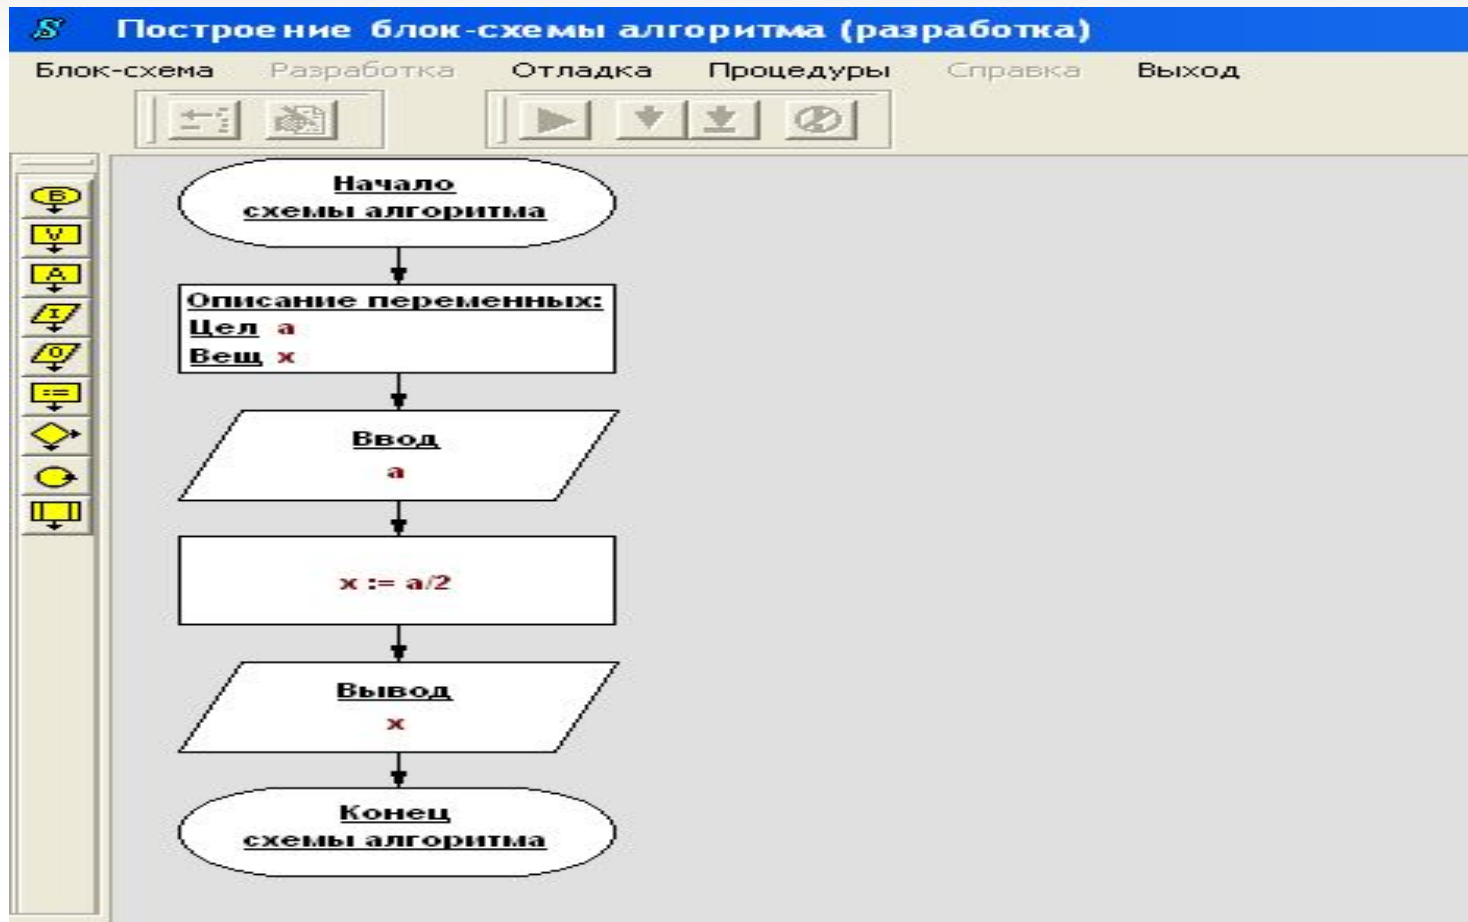 S Построение блок-схемы алгоритма (разработка)
Блок-схема Разработка Отладка Процедуры Справка Выход
B
V
A
I
O
:=
Начало
схемы алгоритма
Описание переменных:
Цел a
Вещ x
Ввод
a
x := a/2
Вывод
x
Конец
схемы алгоритма